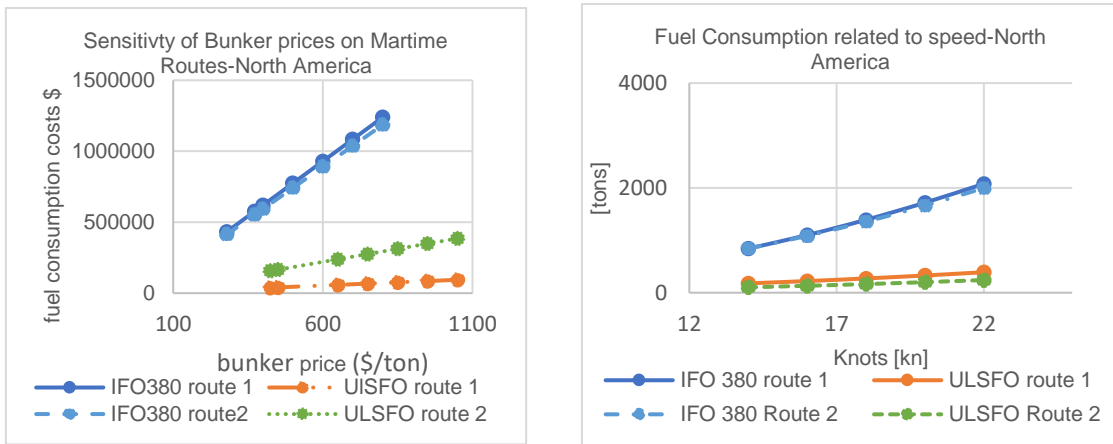 Sensitivty of Bunker prices on Martime
Routes-North America
fuel consumption costs $
1500000
1000000
500000
0
100
600
1100
bunker price ($/ton)
IFO380 route 1
UlSFO route 1
IFO380 route2
ULSFO route 2
Fuel Consumption related to speed-North
America
[tons]
4000
2000
0
12
17
22
Knots [kn]
IFO 380 route 1
ULSFO route 1
IFO 380 Route 2
ULSFO Route 2